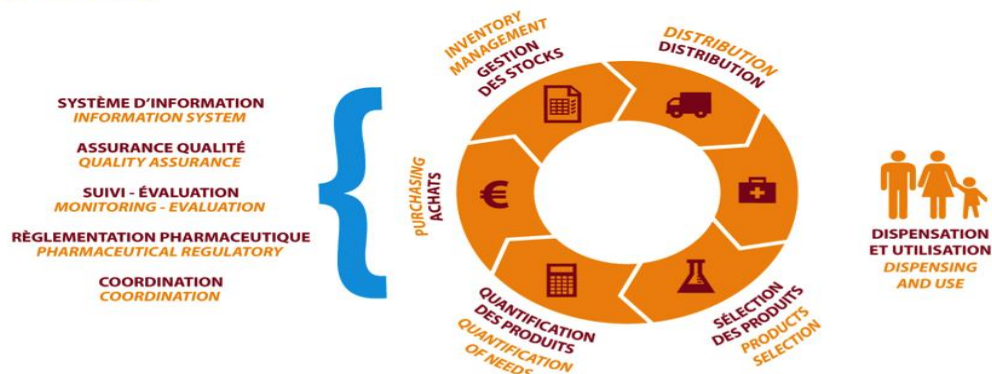 SYSTÈME D'INFORMATION
INFORMATION SYSTEM
ASSURANCE QUALITÉ
QUALITY ASSURANCE
SUIVI - ÉVALUATION
MONITORING - EVALUATION
RÈGLEMENTATION PHARMACEUTIQUE
PHARMACEUTICAL REGULATORY
COORDINATION
COORDINATION
INVENTORY
MANAGEMENT
GESTION
DES STOCKS
DISTRIBUTION
DISTRIBUTION
PURCHASING
ACHATS
€
QUANTIFICATION
DES PRODUITS
QUANTIFICATION
OF NEEDS
SÉLECTION
DES PRODUITS
PRODUCTS
SELECTION
DISPENSATION
ET UTILISATION
DISPENSING
AND USE